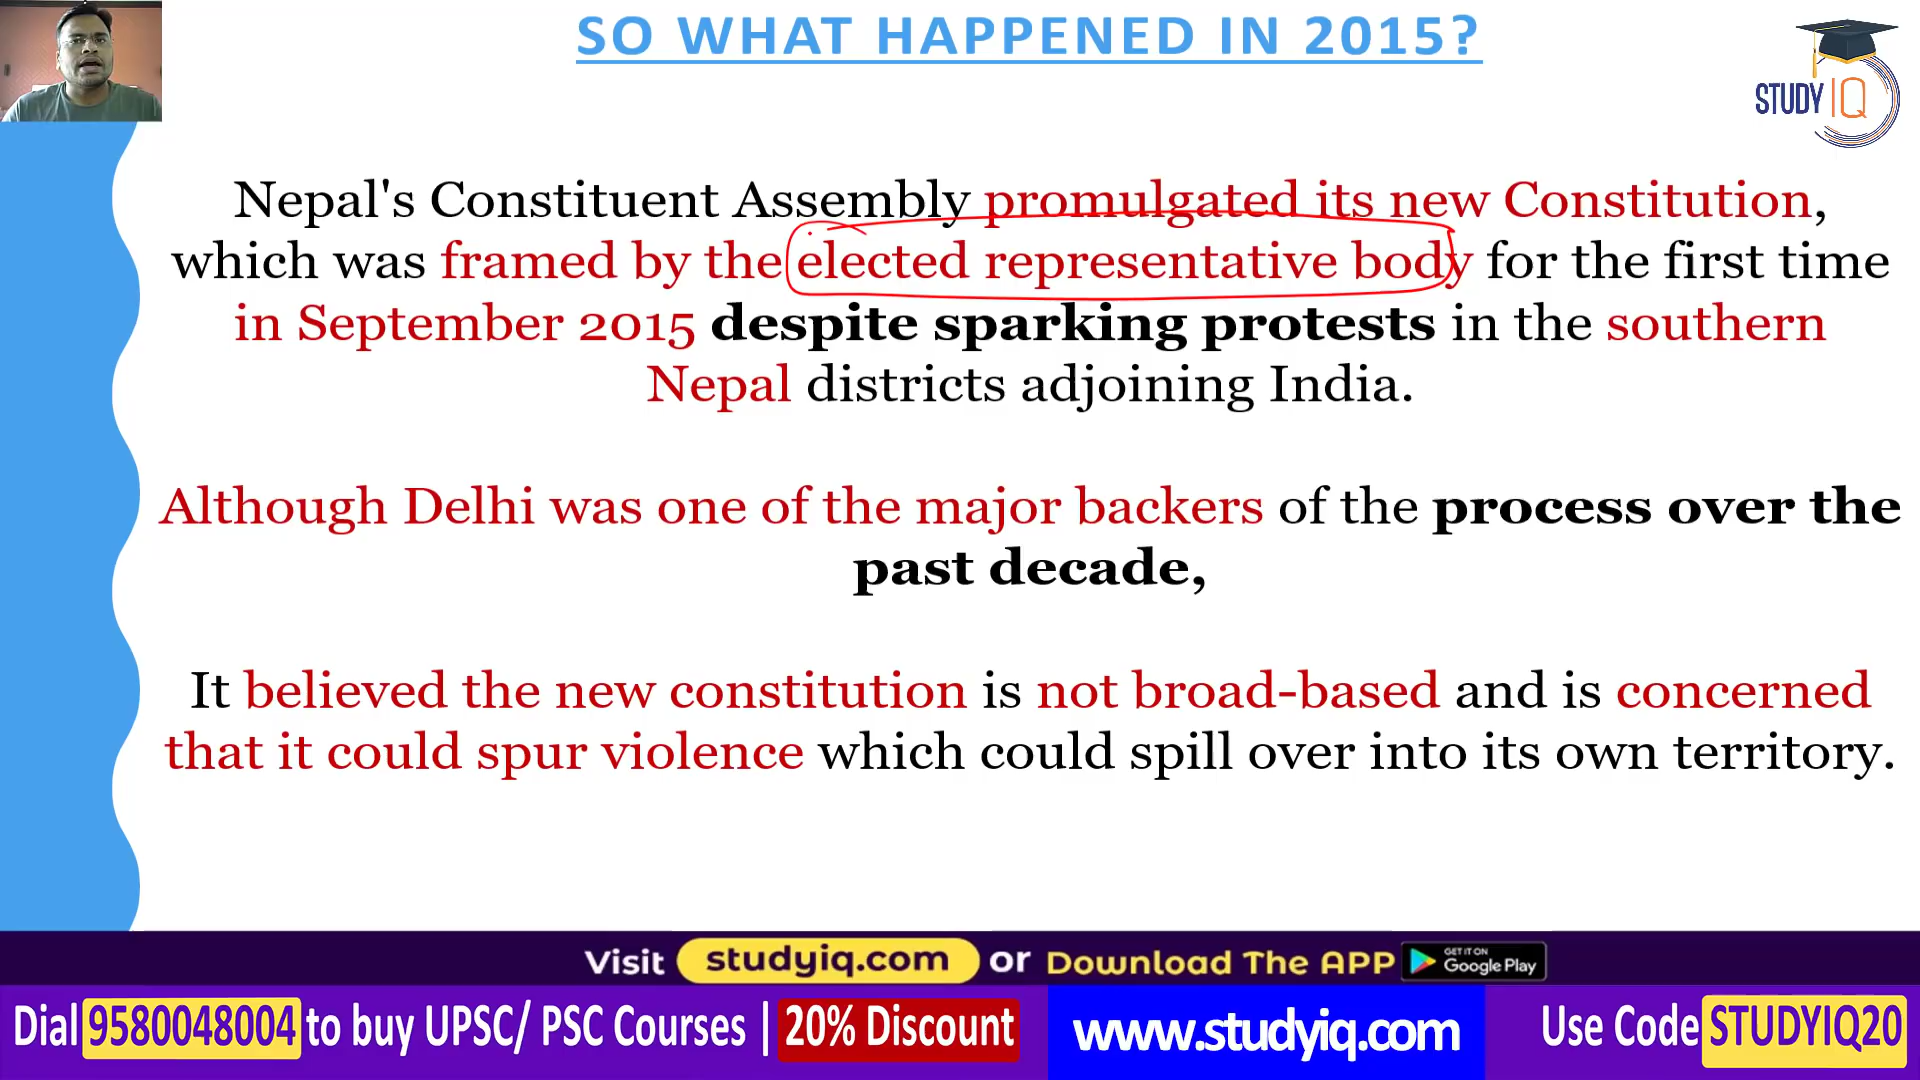 SO WHAT HAPPENED IN 2015?
STUDY IQ
Nepal's Constituent Assembly promulgated its new Constitution,
which was framed by the elected representative body for the first time
in September 2015 despite sparking protests in the southern
Nepal districts adjoining India.
Although Delhi was one of the major backers of the process over the
past decade,
It believed the new constitution is not broad-based and is concerned
that it could spur violence which could spill over into its own territory.
Visit studyiq.com or Download The APP GET IT ON Google Play
Dial 9580048004 to buy UPSC/ PSC Courses | 20% Discount www.studyiq.com Use Code STUDYIQ20